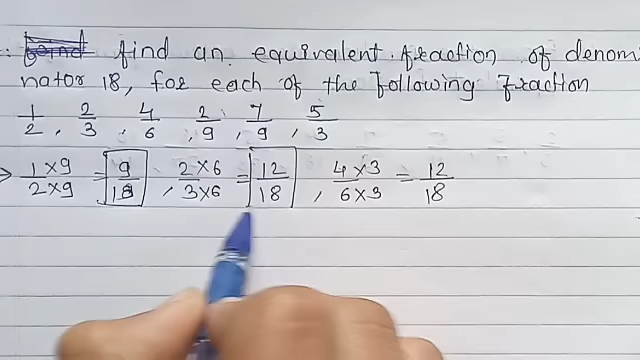 find an equivalent fraction of denomi
nator 18, for each of the following fraction
1/2, 2/3, 4/6, 2/9, 7/9, 5/3
→ 1×9/2×9 = 9/18, 2×6/3×6 = 12/18, 4×3/6×3 = 12/18